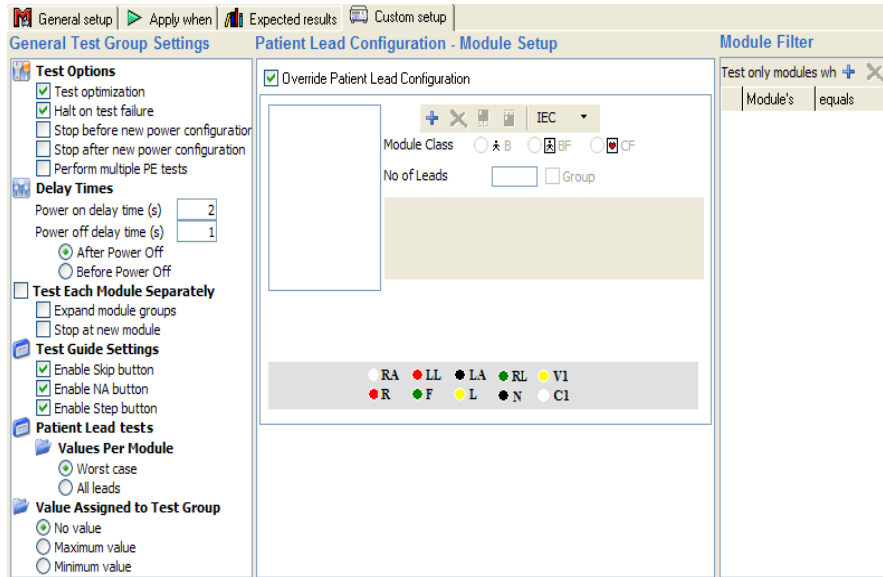 General setup Apply when Expected results Custom setup
General Test Group Settings
Test Options
Test optimization
Halt on test failure
Stop before new power configuration
Stop after new power configuration
Perform multiple PE tests
Delay Times
Power on delay time (s) 2
Power off delay time (s) 1
After Power Off
Before Power Off
Test Each Module Separately
Expand module groups
Stop at new module
Test Guide Settings
Enable Skip button
Enable NA button
Enable Step button
Patient Lead tests
Values Per Module
Worst case
All leads
Value Assigned to Test Group
No value
Maximum value
Minimum value
Patient Lead Configuration - Module Setup
Override Patient Lead Configuration
IEC
Module Class B BF CF
No of Leads Group
RA LL LA RL V1
R F L N C1
Module Filter
Test only modules wh
Module's equals